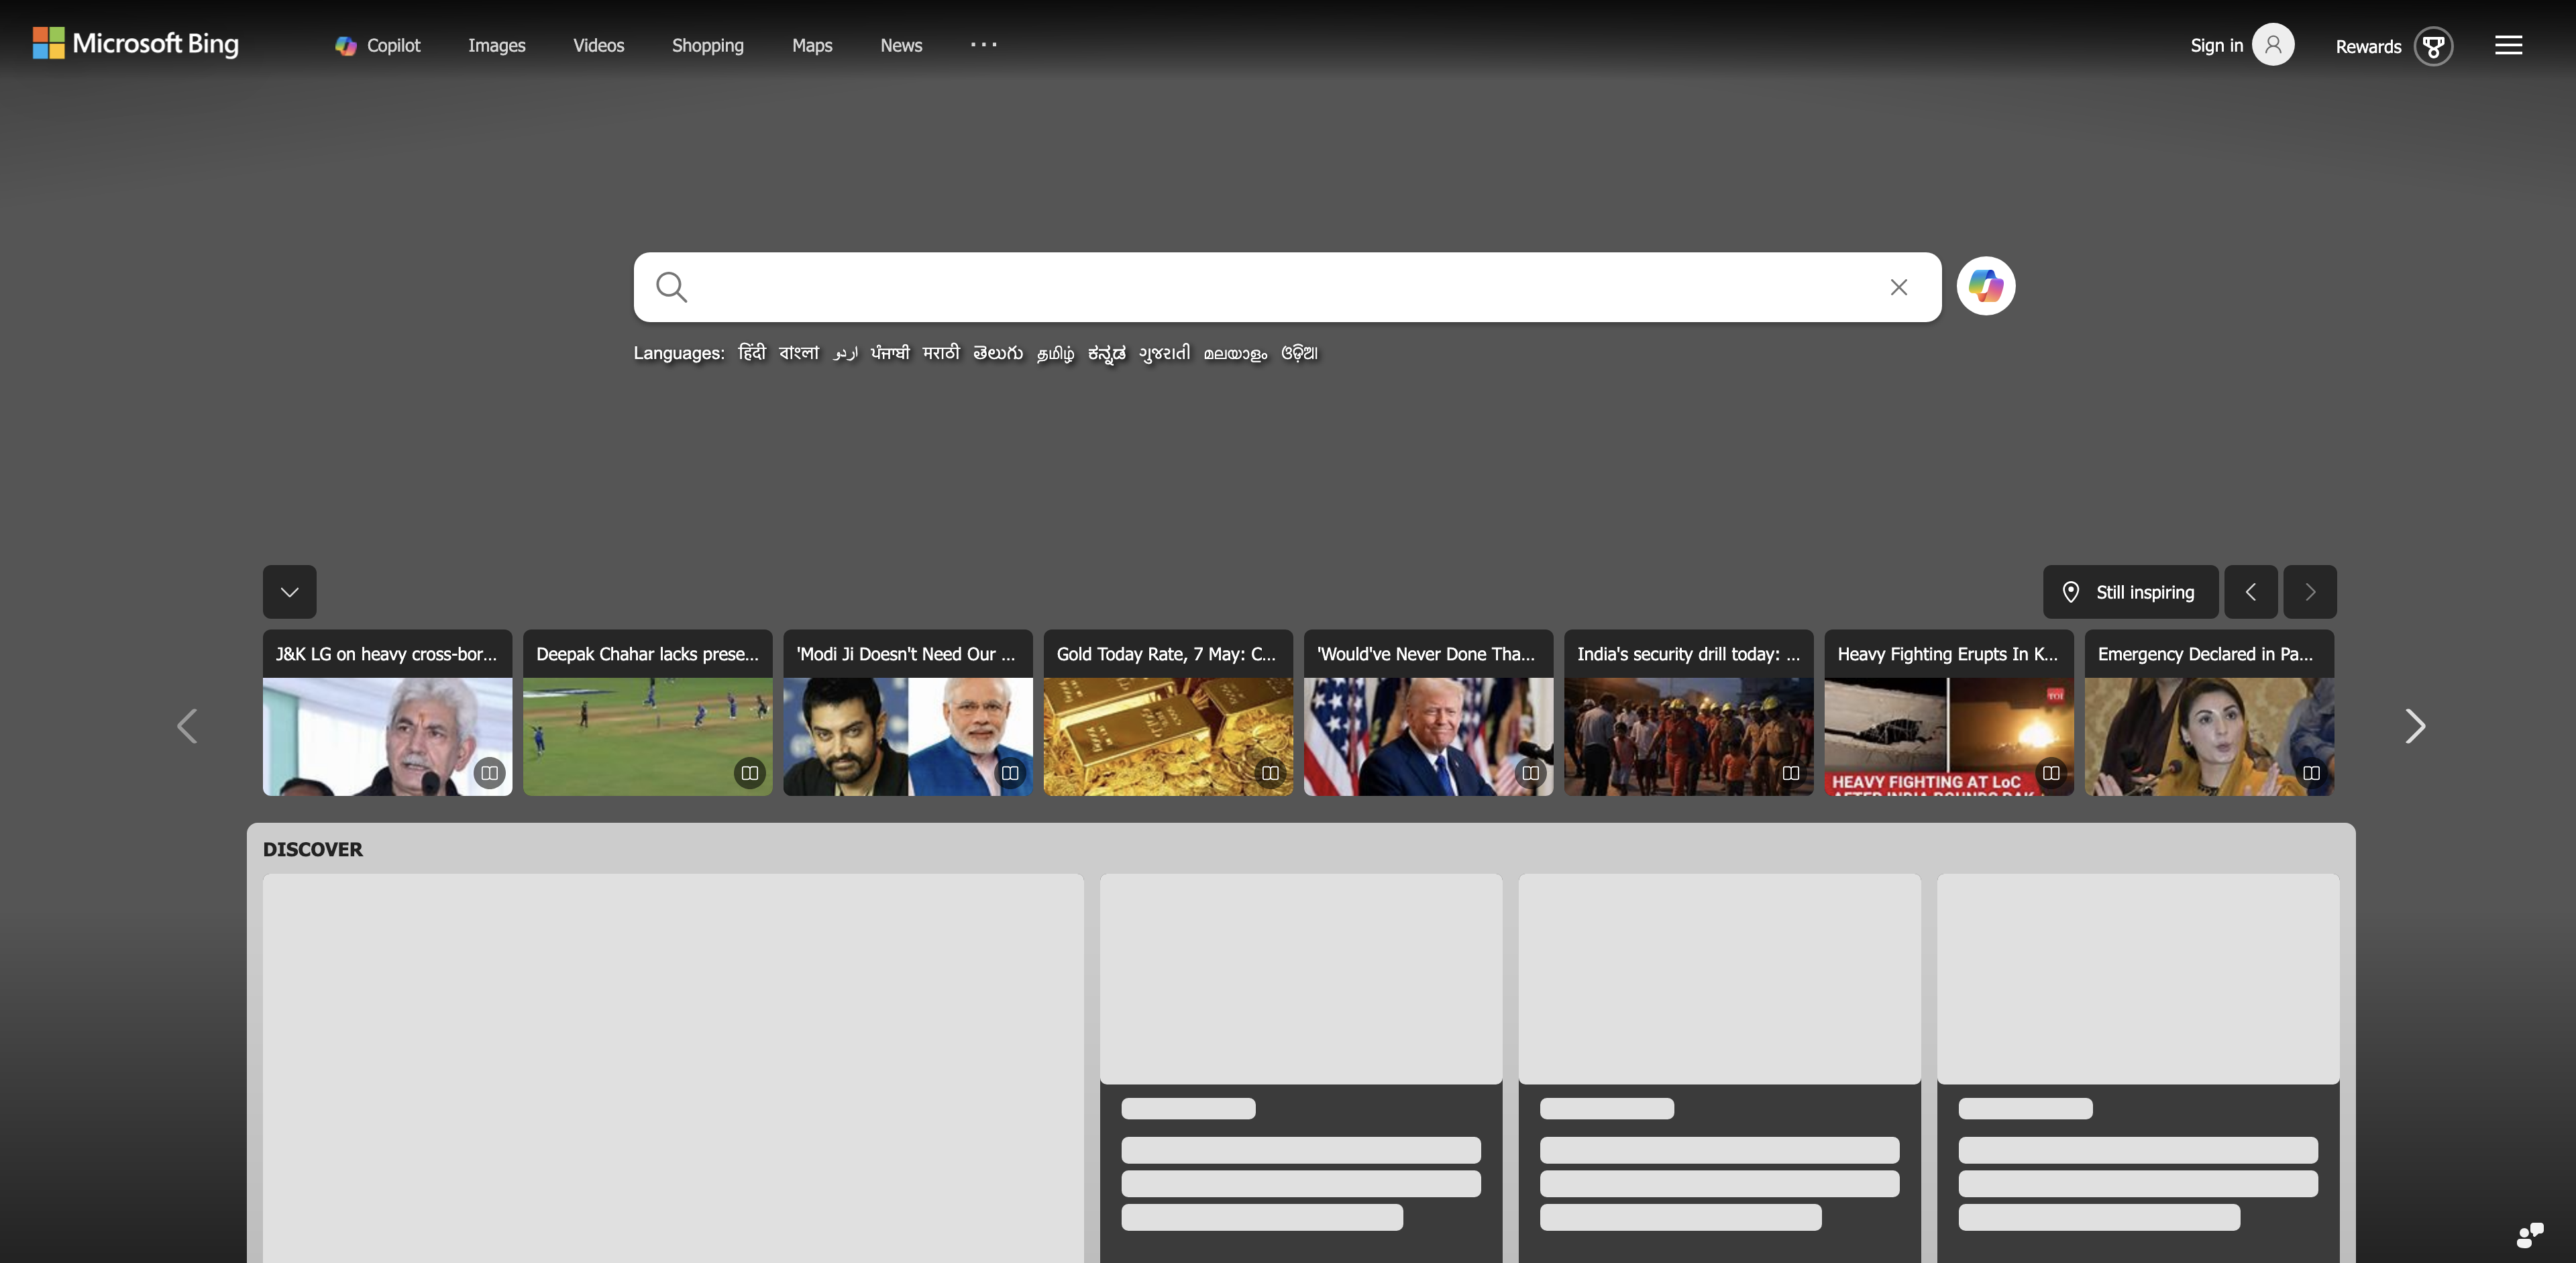 Microsoft Bing
Copilot Images Videos Shopping Maps News ...
Sign in Rewards
Languages: हिंदी বাংলা اردو ਪੰਜਾਬੀ मराठी తెలుగు தமிழ் ಕನ್ನಡ ગુજરાતી മലയാളം ଓଡ଼ିଆ
Still inspiring
J&K LG on heavy cross-bor...
Deepak Chahar lacks prese...
'Modi Ji Doesn't Need Our ...
Gold Today Rate, 7 May: C...
'Would've Never Done Tha...
India's security drill today: ...
Heavy Fighting Erupts In K...
Emergency Declared in Pa...
TOI
HEAVY FIGHTING AT LoC
DISCOVER